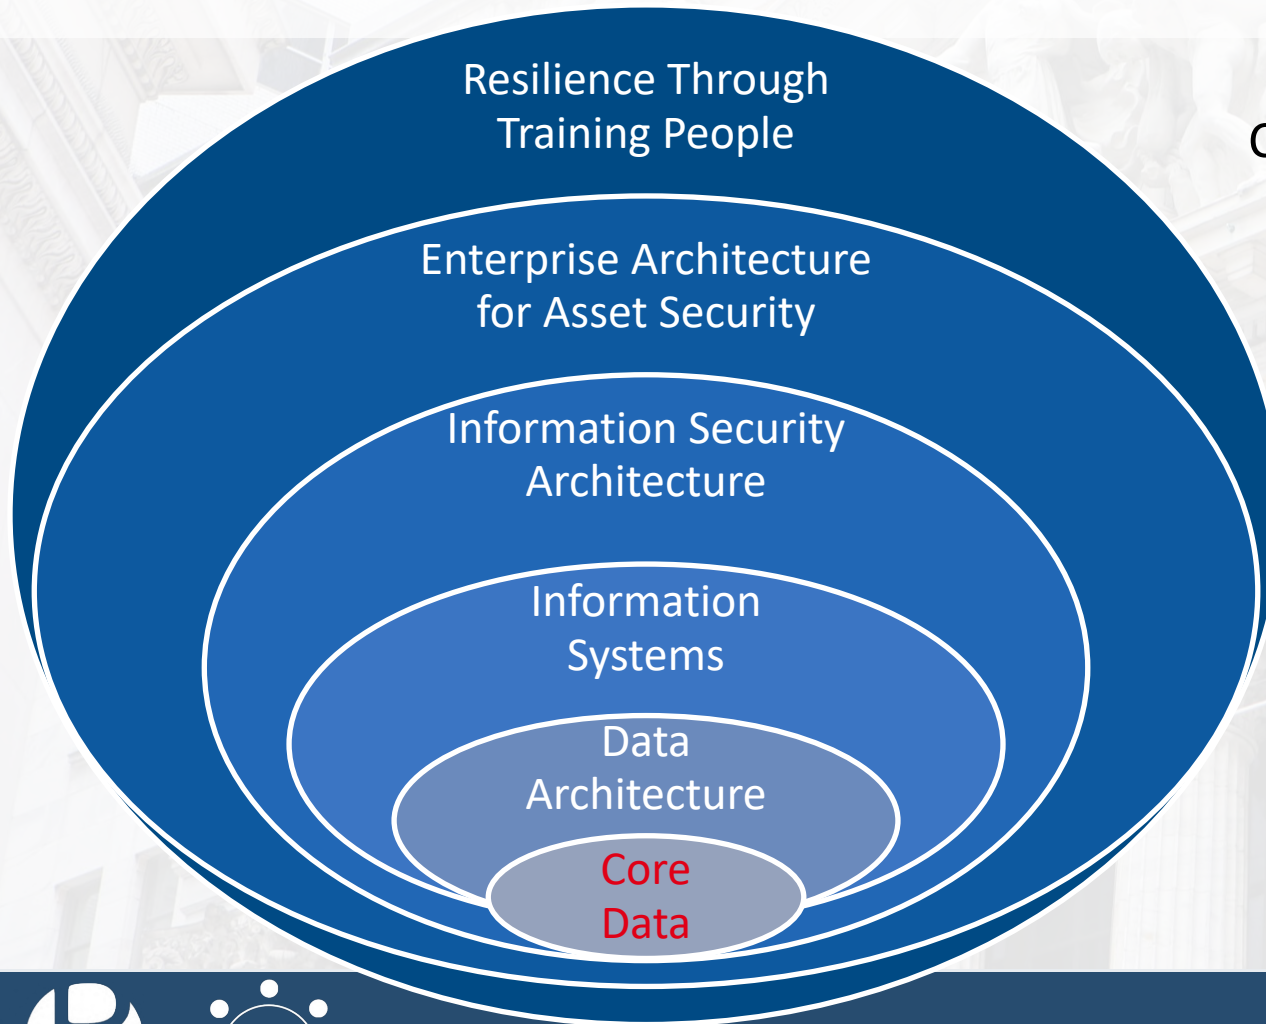 Resilience Through
Training People
Enterprise Architecture
for Asset Security
Information Security
Architecture
Information
Systems
Data
Architecture
Core
Data